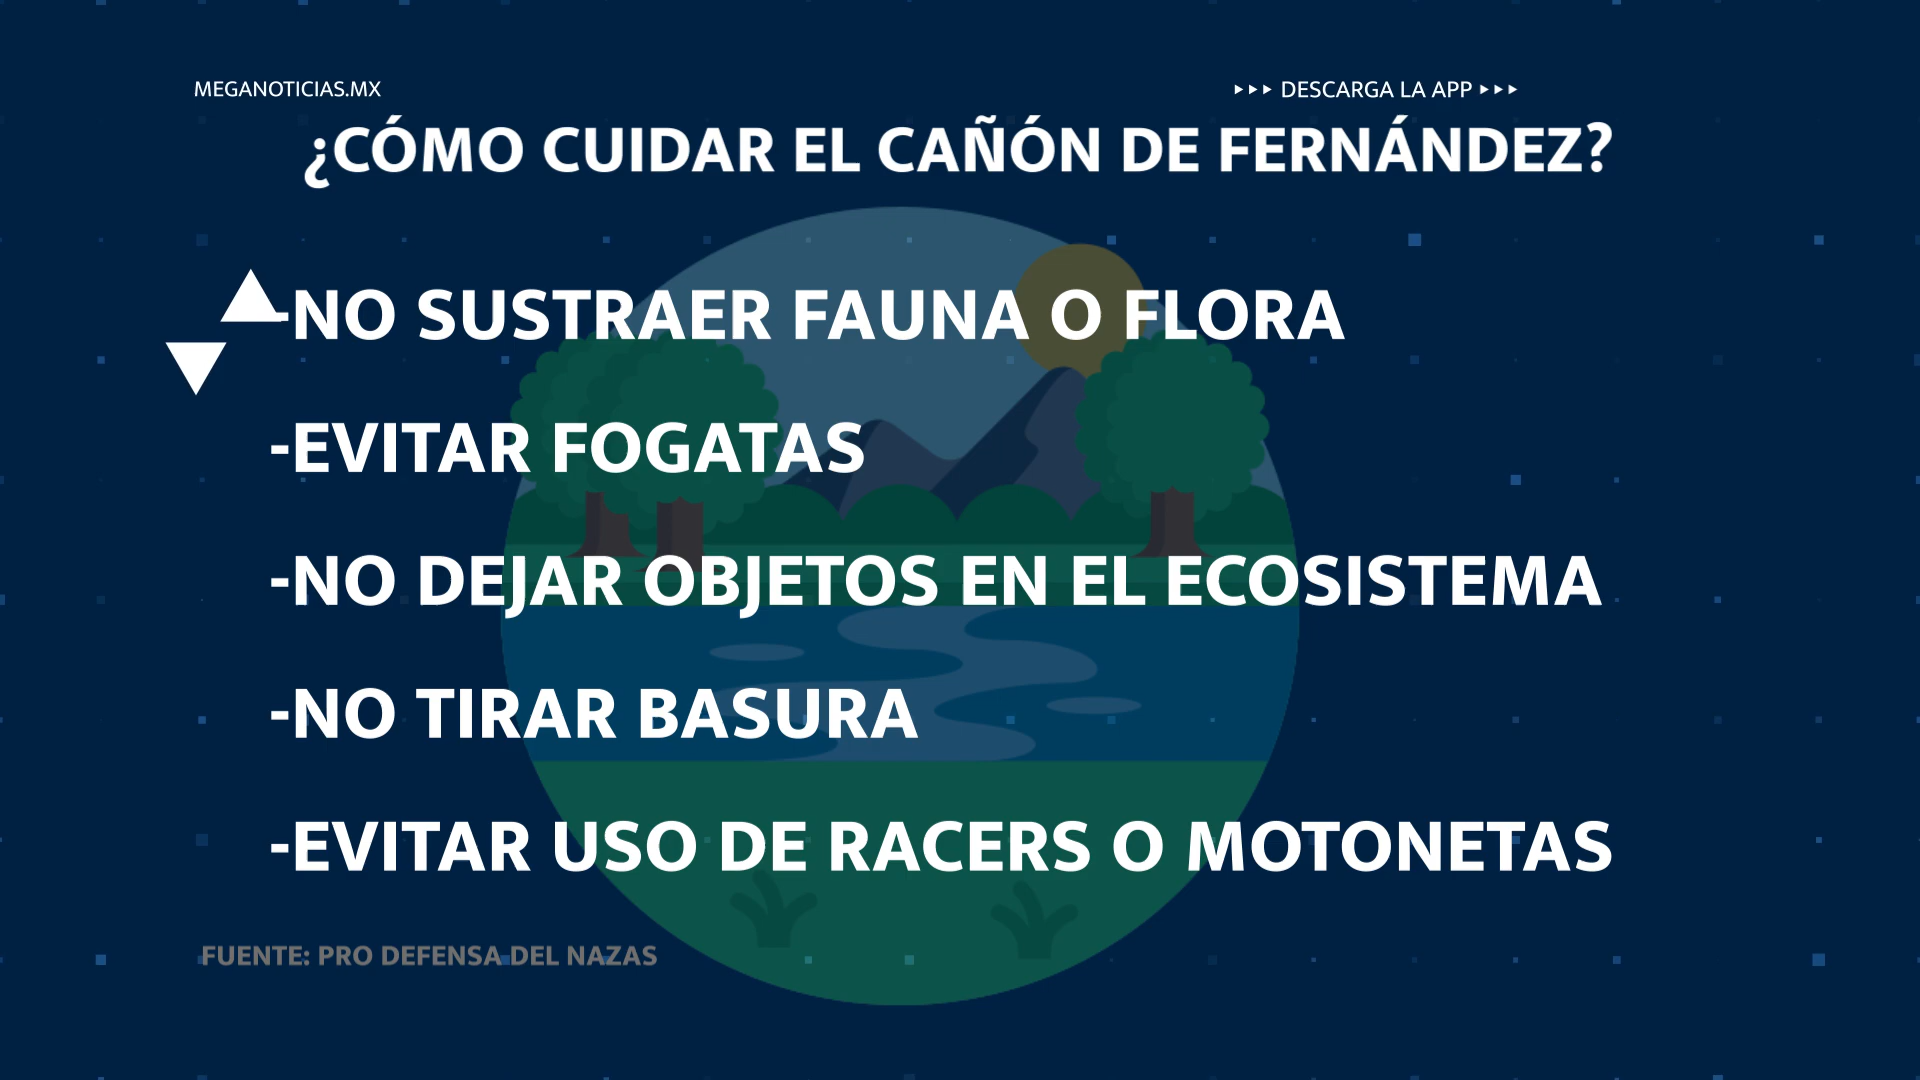 MEGANOTICIAS.MX
DESCARGA LA APP
¿CÓMO CUIDAR EL CAÑÓN DE FERNÁNDEZ?
-NO SUSTRAER FAUNA O FLORA
-EVITAR FOGATAS
-NO DEJAR OBJETOS EN EL ECOSISTEMA
-NO TIRAR BASURA
-EVITAR USO DE RACERS O MOTONETAS
FUENTE: PRO DEFENSA DEL NAZAS